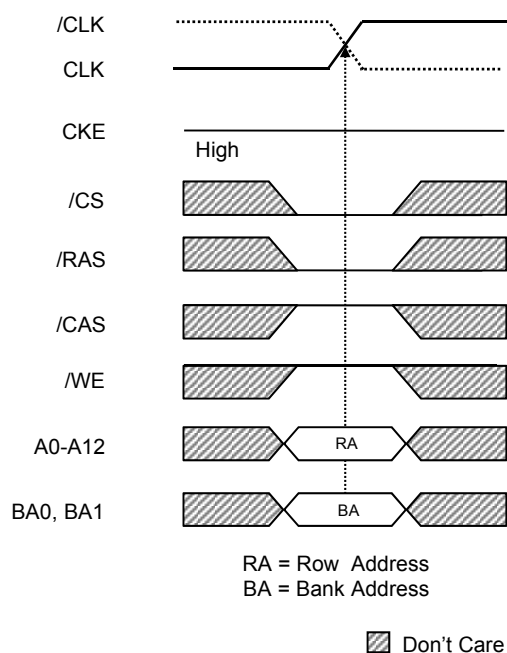 /CLK
CLK
CKE
High
/CS
/RAS
/CAS
/WE
A0-A12
RA
BA0, BA1
BA
RA = Row Address
BA = Bank Address
Don't Care